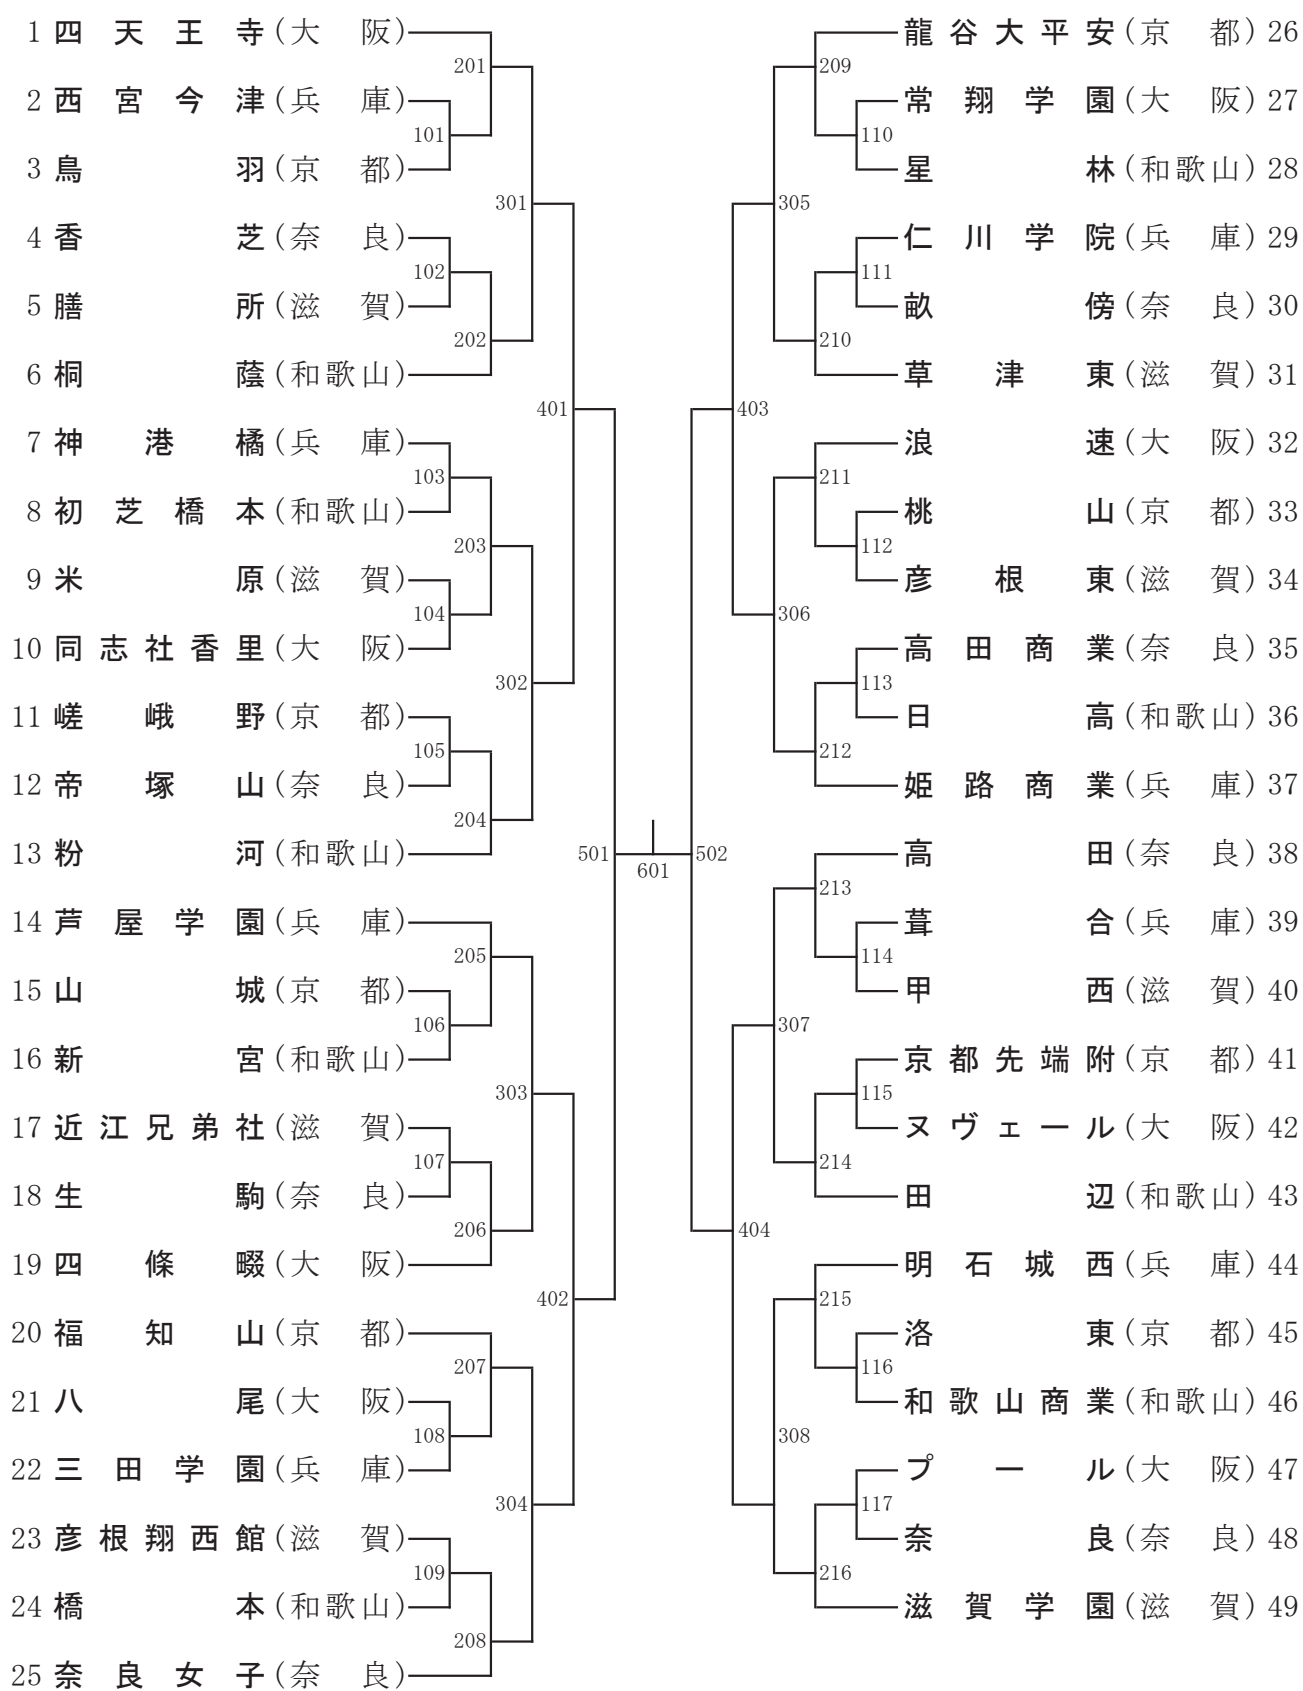 1 四天王寺(大阪)
201
2 西宮今津(兵庫)
101
3 鳥羽(京都)
301
4 香芝(奈良)
102
5 膳所(滋賀)
202
6 桐蔭(和歌山)
401
7 神港橘(兵庫)
103
8 初芝橋本(和歌山)
203
9 米原(滋賀)
104
10 同志社香里(大阪)
302
11 嵯峨野(京都)
105
12 帝塚山(奈良)
204
13 粉河(和歌山)
501
601
14 芦屋学園(兵庫)
205
15 山城(京都)
106
16 新宮(和歌山)
303
17 近江兄弟社(滋賀)
107
18 生駒(奈良)
206
19 四條畷(大阪)
402
20 福知山(京都)
207
21 八尾(大阪)
108
22 三田学園(兵庫)
304
23 彦根翔西館(滋賀)
109
24 橋本(和歌山)
208
25 奈良女子(奈良)
龍谷大平安(京都) 26
209
常翔学園(大阪) 27
110
星林(和歌山) 28
305
仁川学院(兵庫) 29
111
畝傍(奈良) 30
210
草津東(滋賀) 31
403
浪速(大阪) 32
211
桃山(京都) 33
112
彦根東(滋賀) 34
306
高田商業(奈良) 35
113
日高(和歌山) 36
212
姫路商業(兵庫) 37
502
高田(奈良) 38
213
葺合(兵庫) 39
114
甲西(滋賀) 40
307
京都先端附(京都) 41
115
ヌヴェール(大阪) 42
214
田辺(和歌山) 43
404
明石城西(兵庫) 44
215
洛東(京都) 45
116
和歌山商業(和歌山) 46
308
プール(大阪) 47
117
奈良(奈良) 48
216
滋賀学園(滋賀) 49